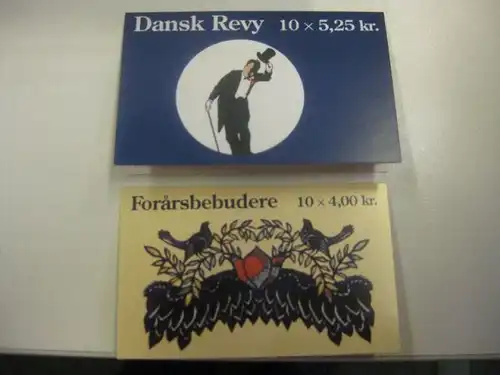 Dansk Revy 10 × 5,25 kr.
Forårsbebudere 10 × 4,00 kr.